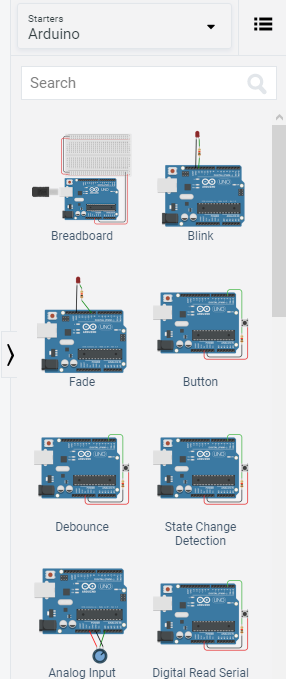 Starters
Arduino
Search
Breadboard
Blink
Fade
Button
Debounce
State Change
Detection
Analog Input
Digital Read Serial